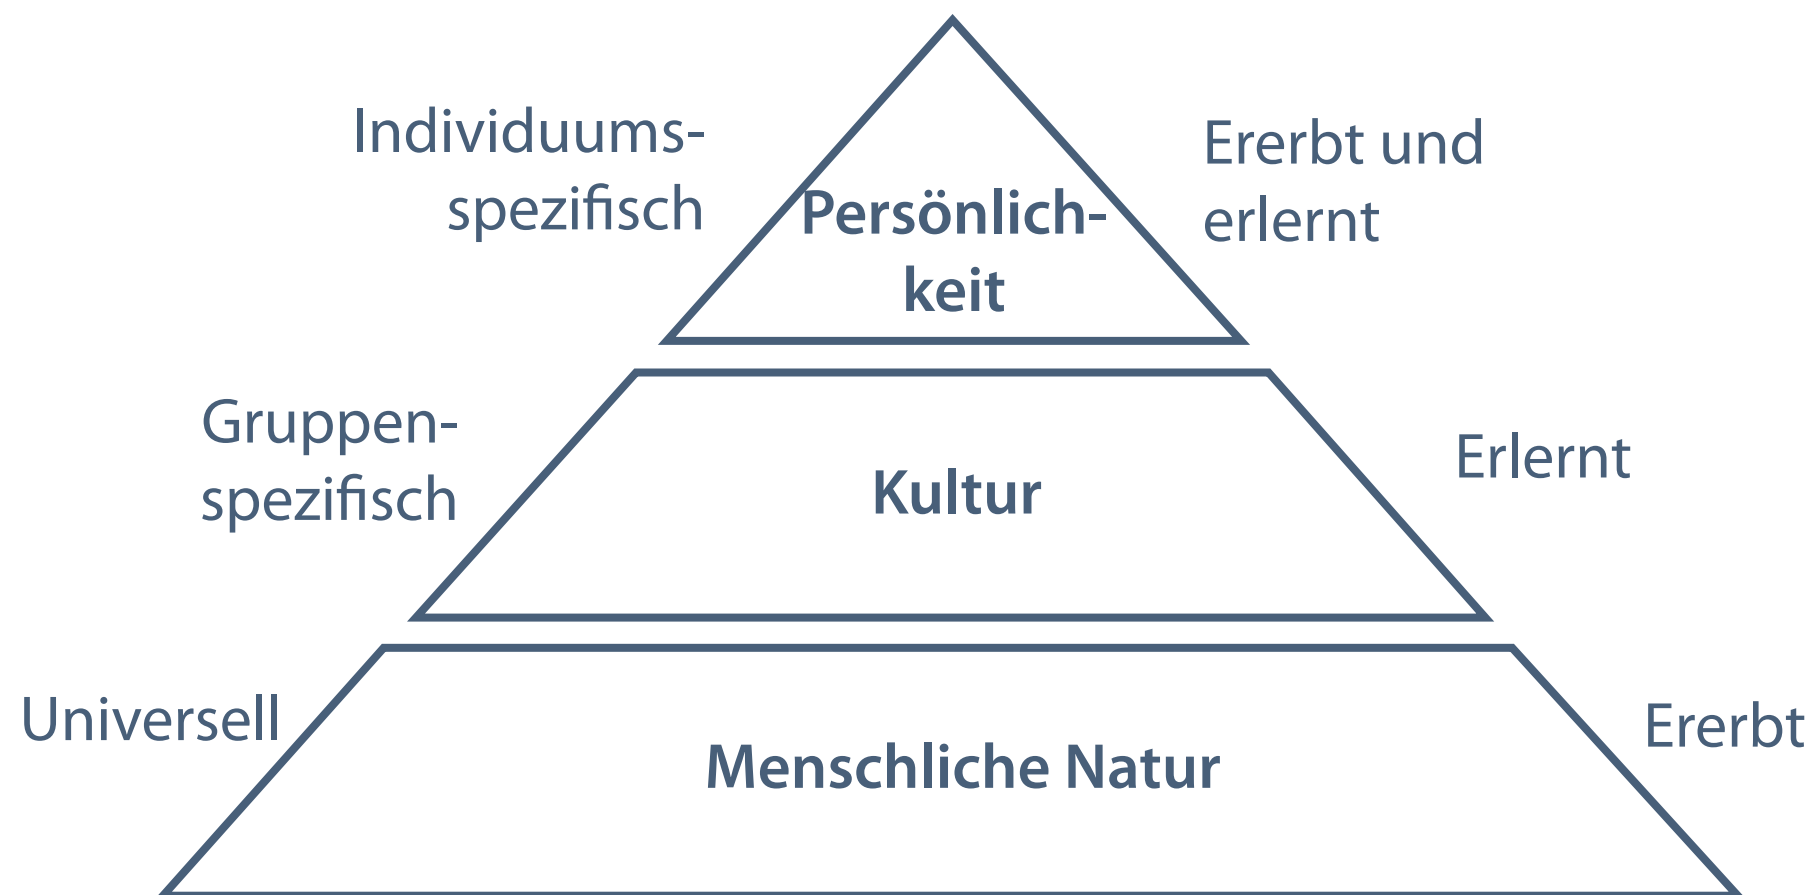 Individuums-
spezifisch
Persönlich-
keit
Ererbt und
erlernt
Gruppen-
spezifisch
Kultur
Erlernt
Universell
Menschliche Natur
Ererbt